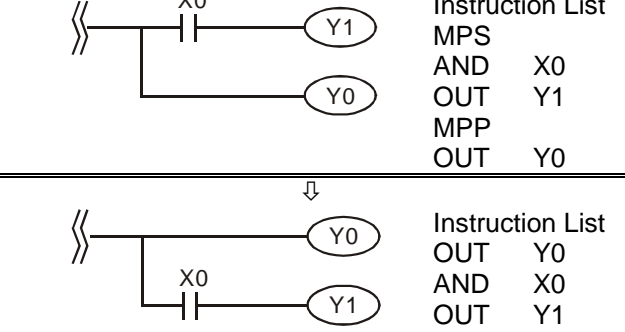 X0
Y1
Y0
Instruction List
MPS
AND X0
OUT Y1
MPP
OUT Y0
⇩
Y0
X0
Y1
Instruction List
OUT Y0
AND X0
OUT Y1